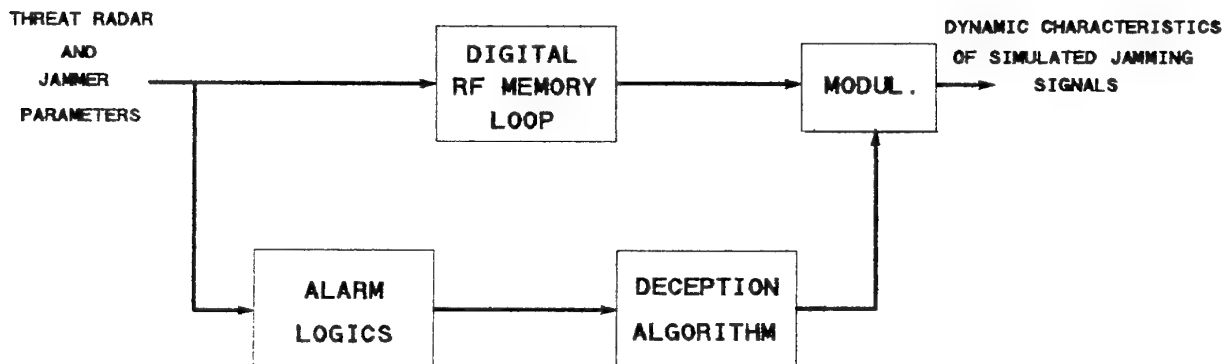 THREAT RADAR
AND
JAMMER
PARAMETERS
DIGITAL
RF MEMORY
LOOP
MODUL.
DYNAMIC CHARACTERISTICS
OF SIMULATED JAMMING
SIGNALS
ALARM
LOGICS
DECEPTION
ALGORITHM